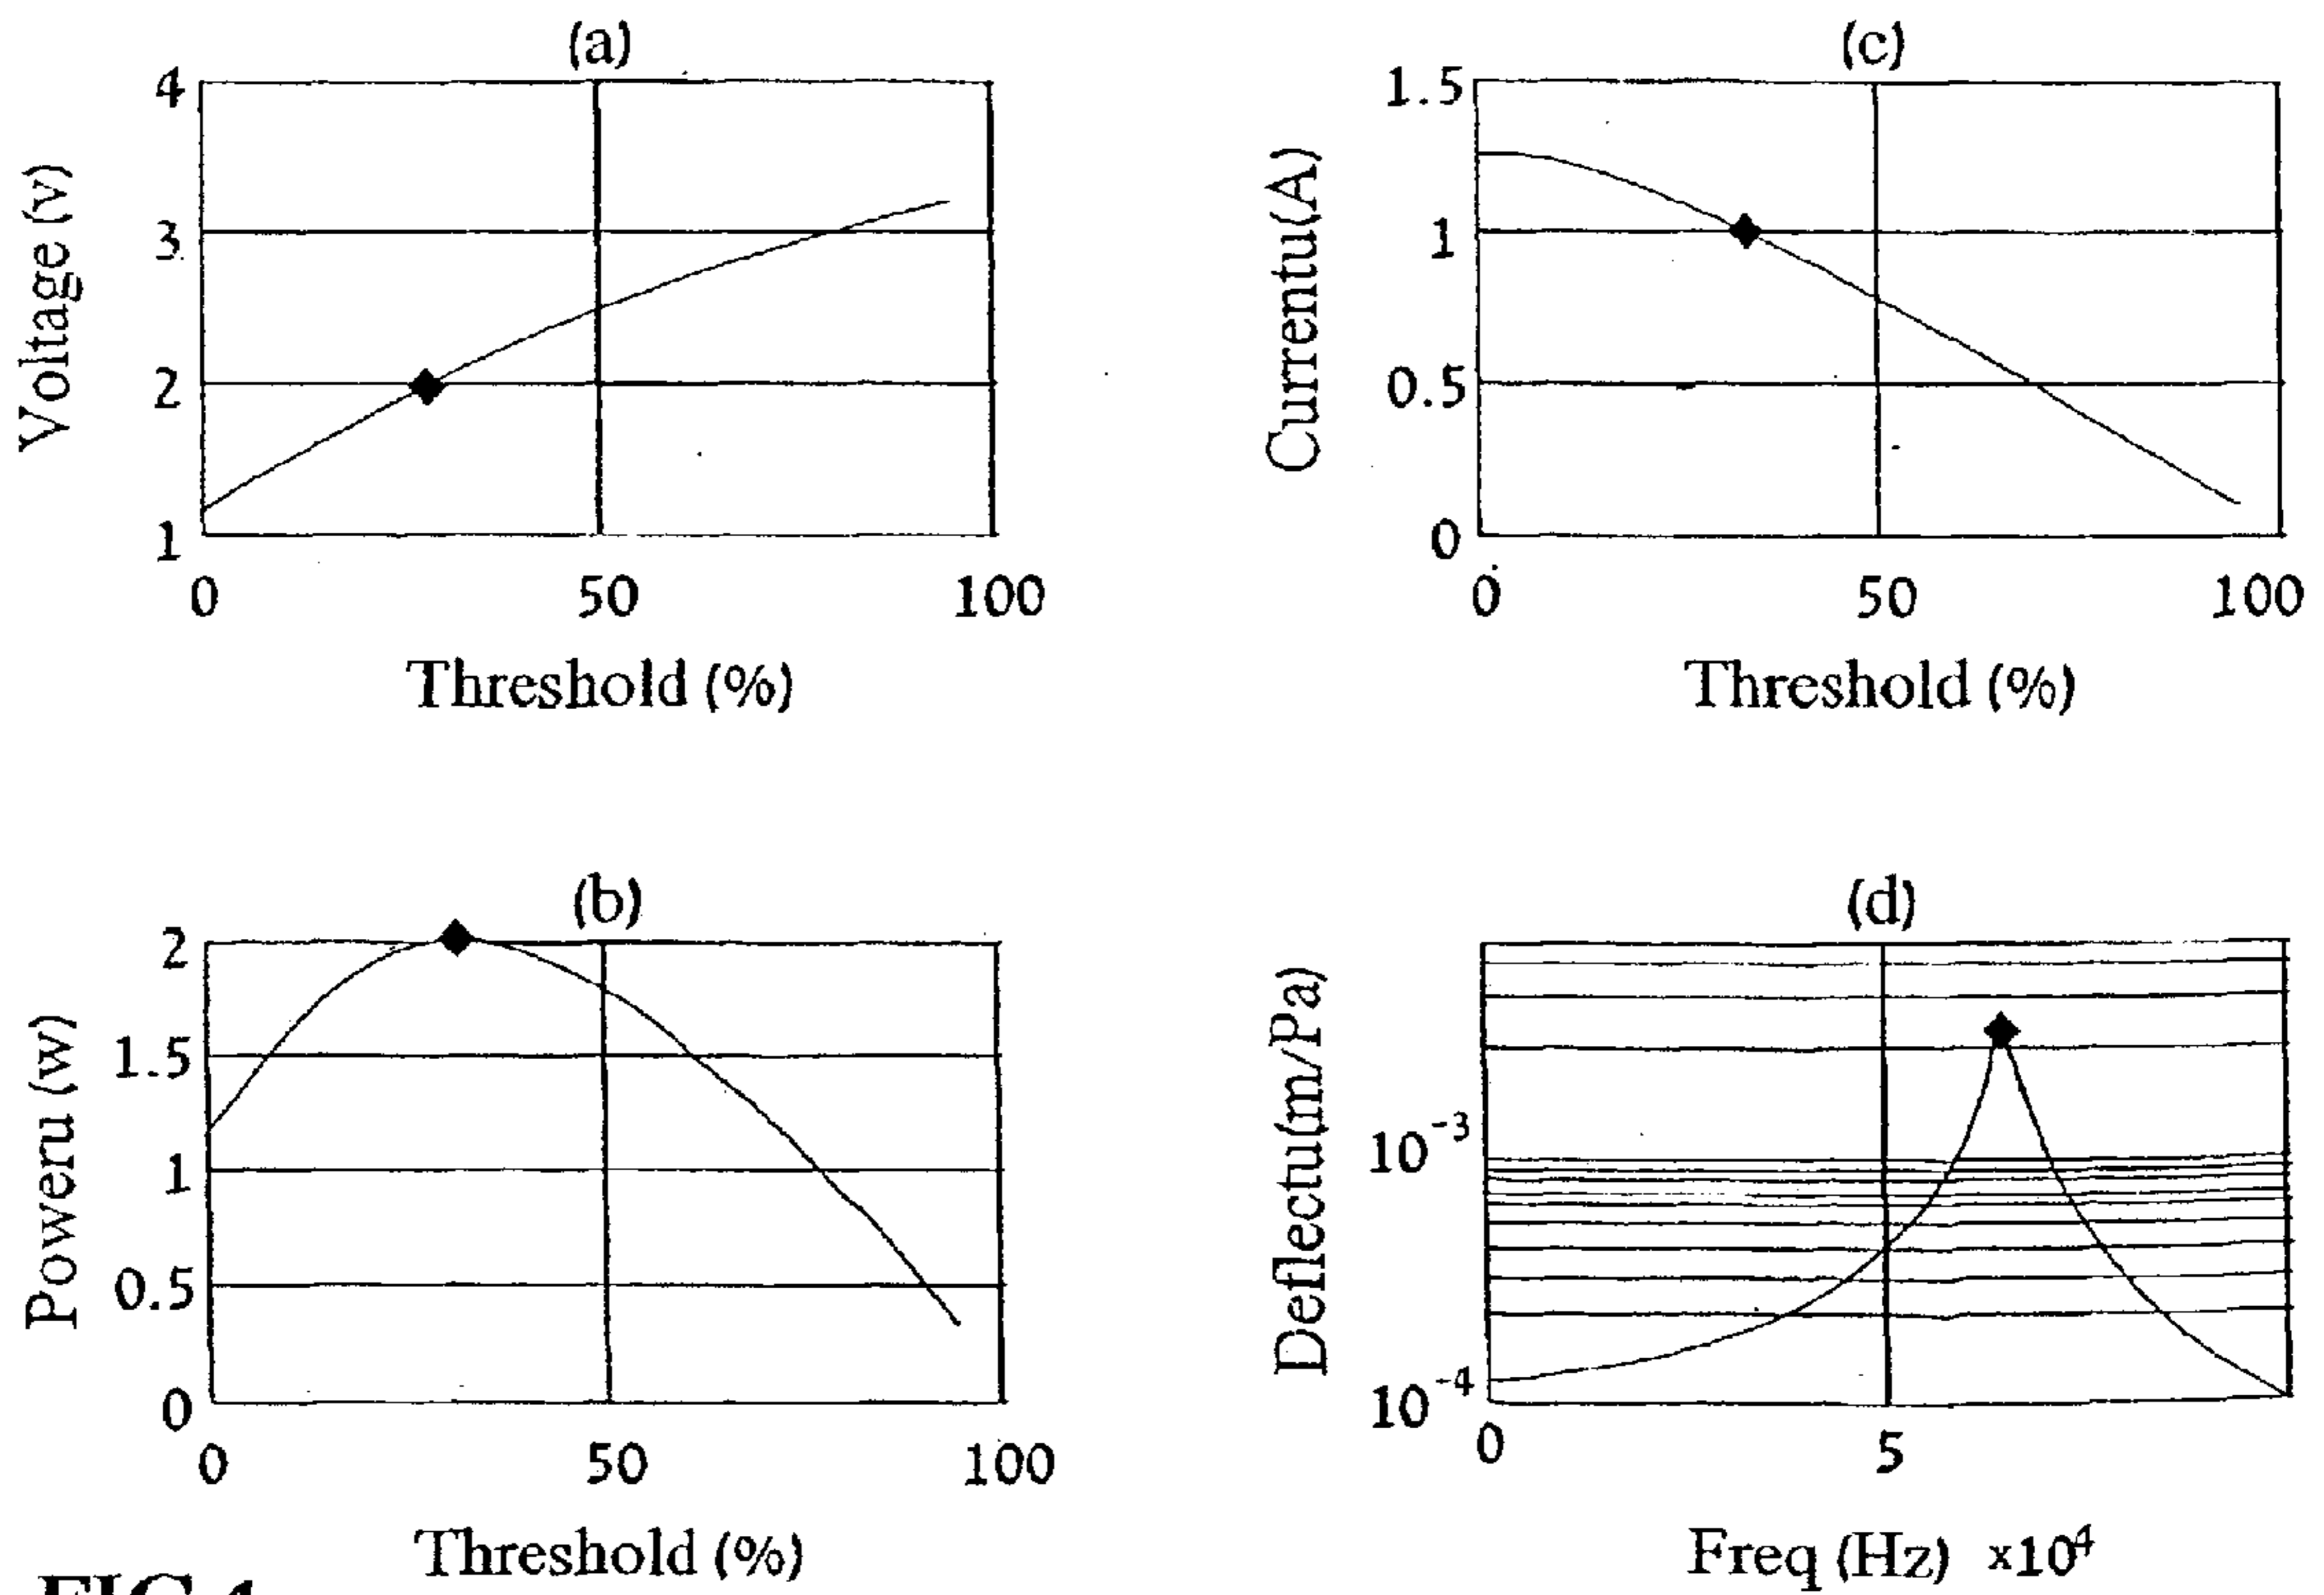 (a)
4
3
2
1
Voltage (v)
0 50 100
Threshold (%)
(c)
1.5
1
0.5
0
Currentu(A)
0 50 100
Threshold (%)
(b)
2
1.5
1
0.5
0
Poweru (w)
0 50 100
Threshold (%)
(d)
10⁻³
10⁻⁴
Deflectu(m/Pa)
0 5
Freq (Hz) x10⁴